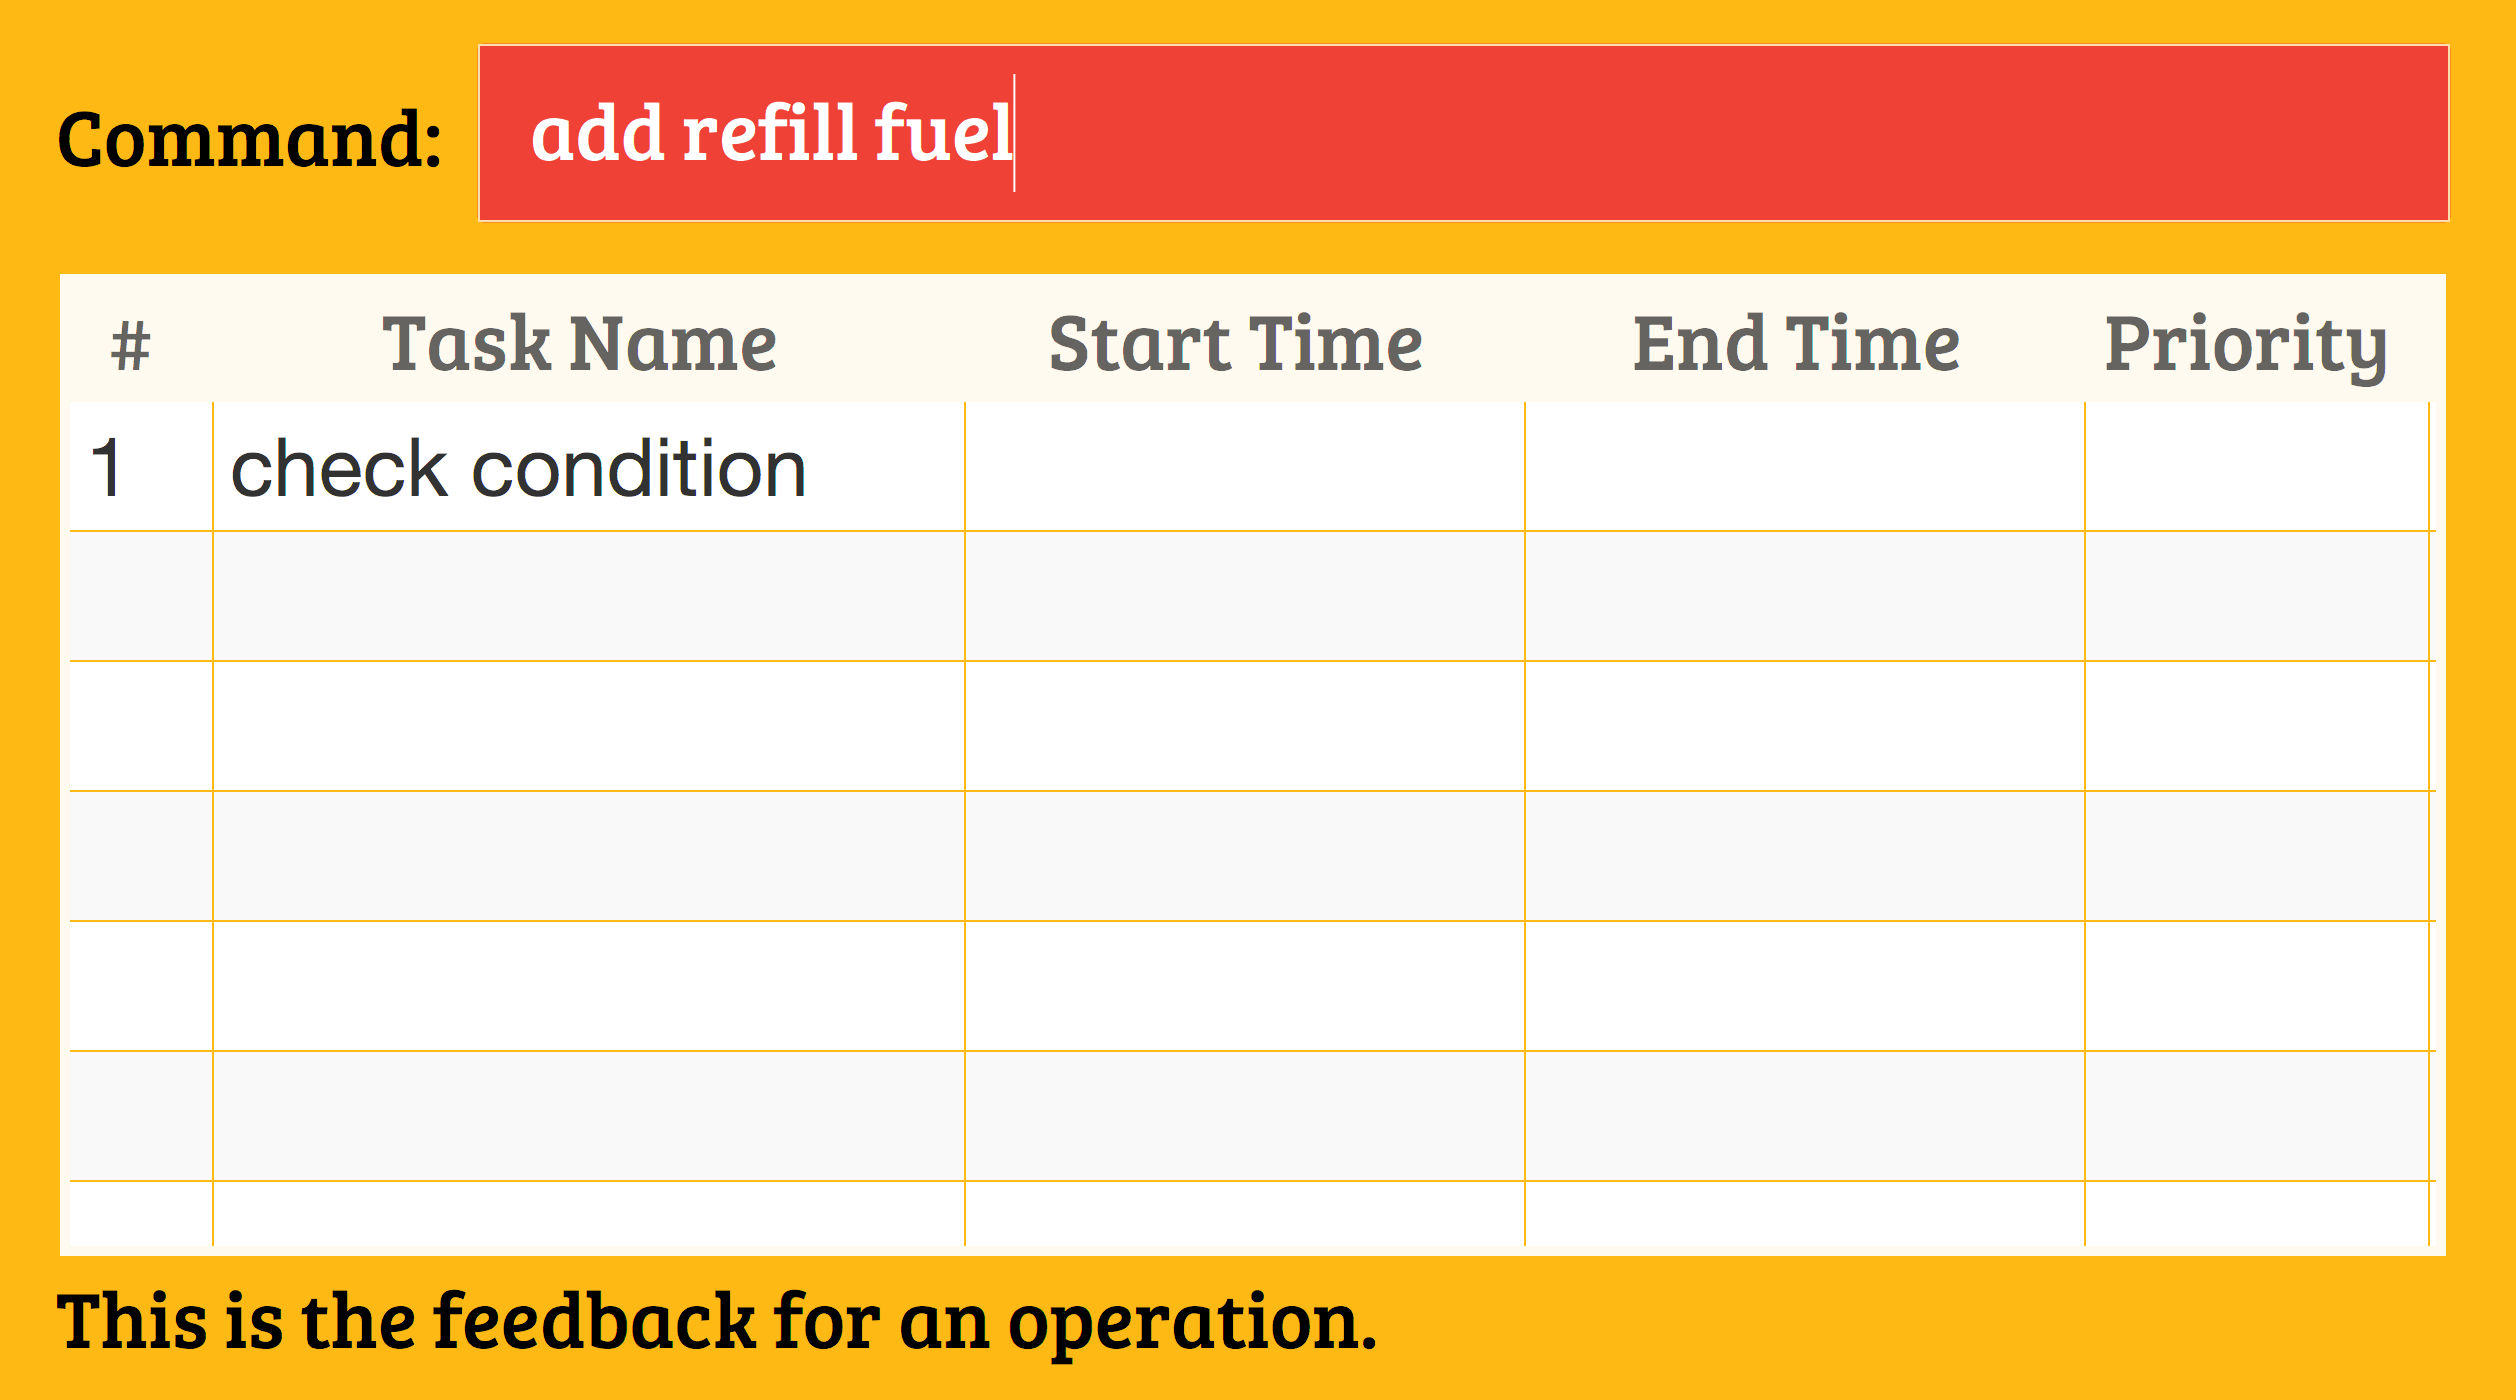 Command: add refill fuel
# Task Name Start Time End Time Priority
1 check condition
This is the feedback for an operation.